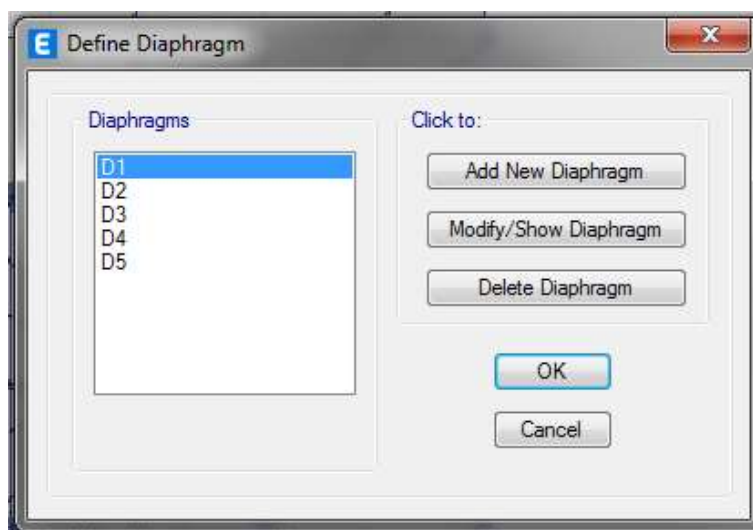 E Define Diaphragm
x
Diaphragms
D1
D2
D3
D4
D5
Click to:
Add New Diaphragm
Modify/Show Diaphragm
Delete Diaphragm
OK
Cancel